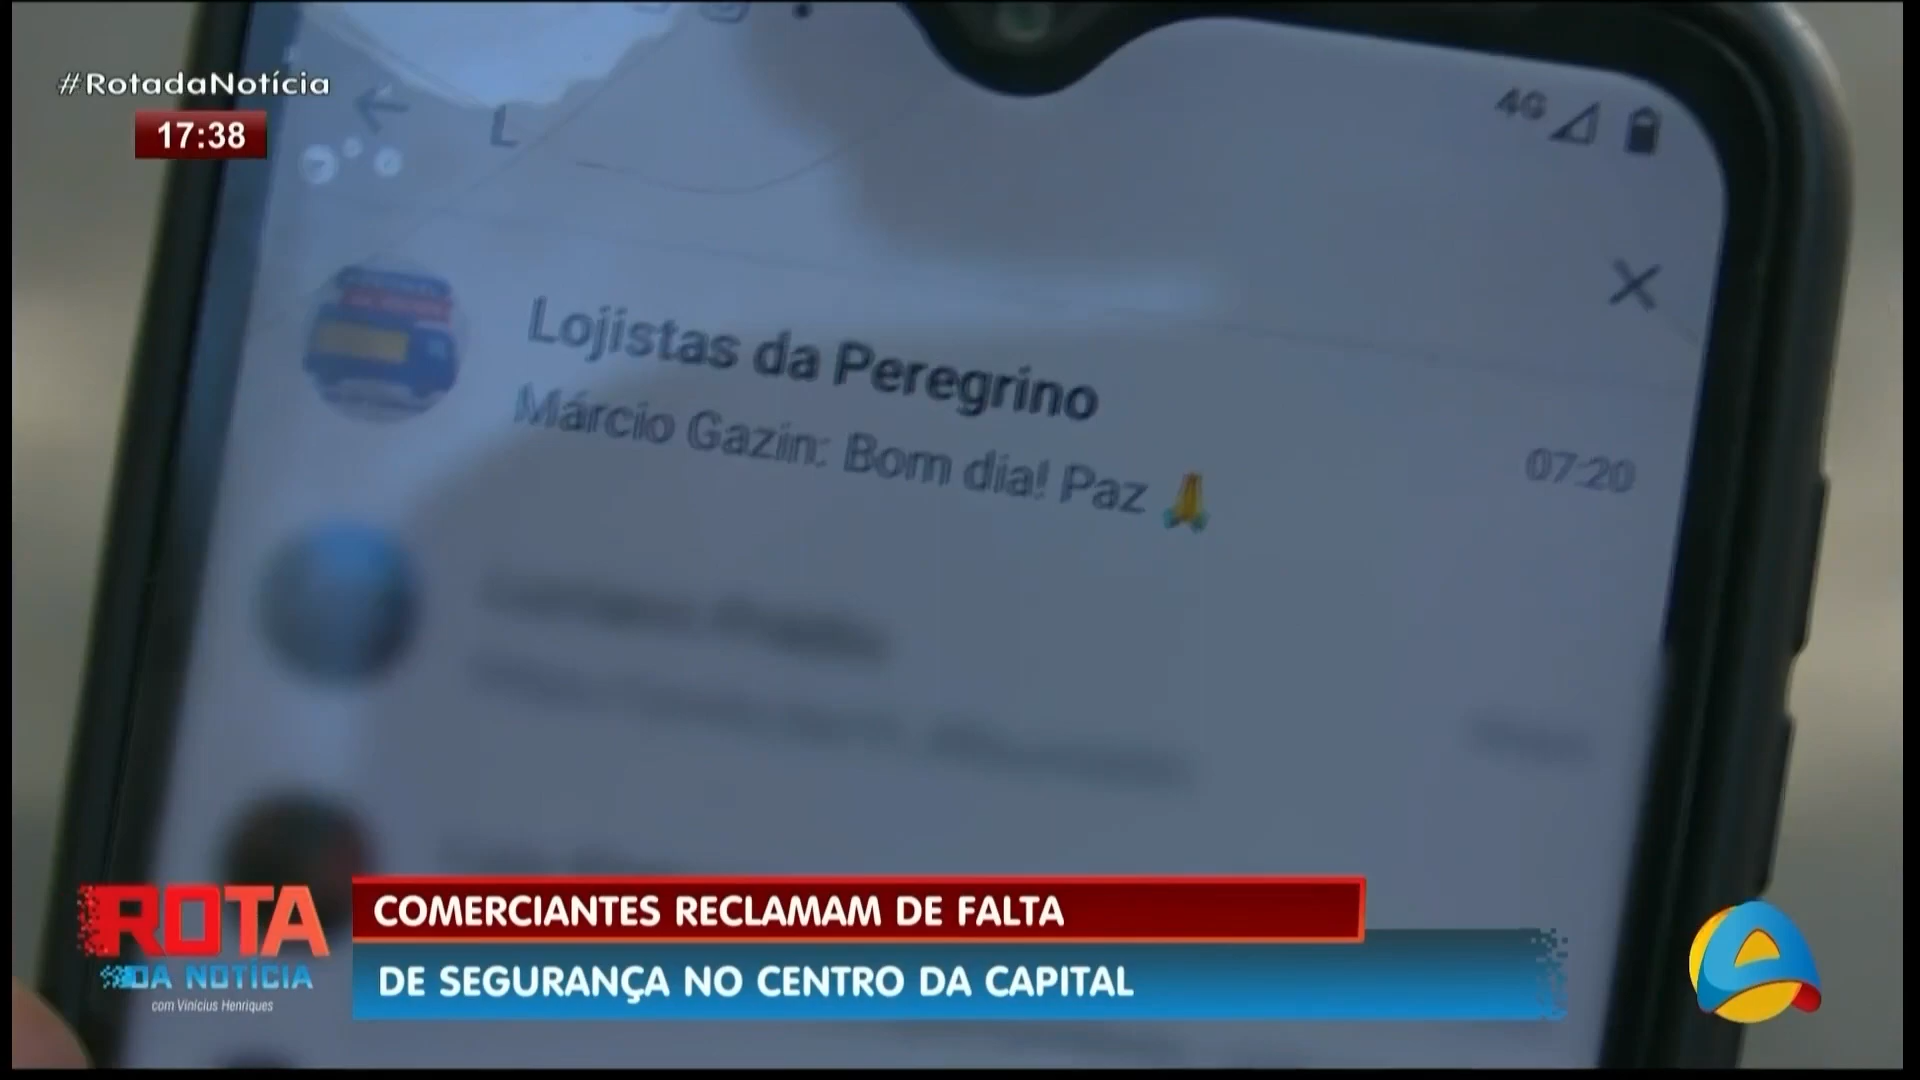 #RotadaNotícia
17:38
4G
L
Lojistas da Peregrino
Márcio Gazin: Bom dia! Paz 🙏
07:20
ROTA
DA NOTÍCIA
com Vinícius Henriques
COMERCIANTES RECLAMAM DE FALTA
DE SEGURANÇA NO CENTRO DA CAPITAL